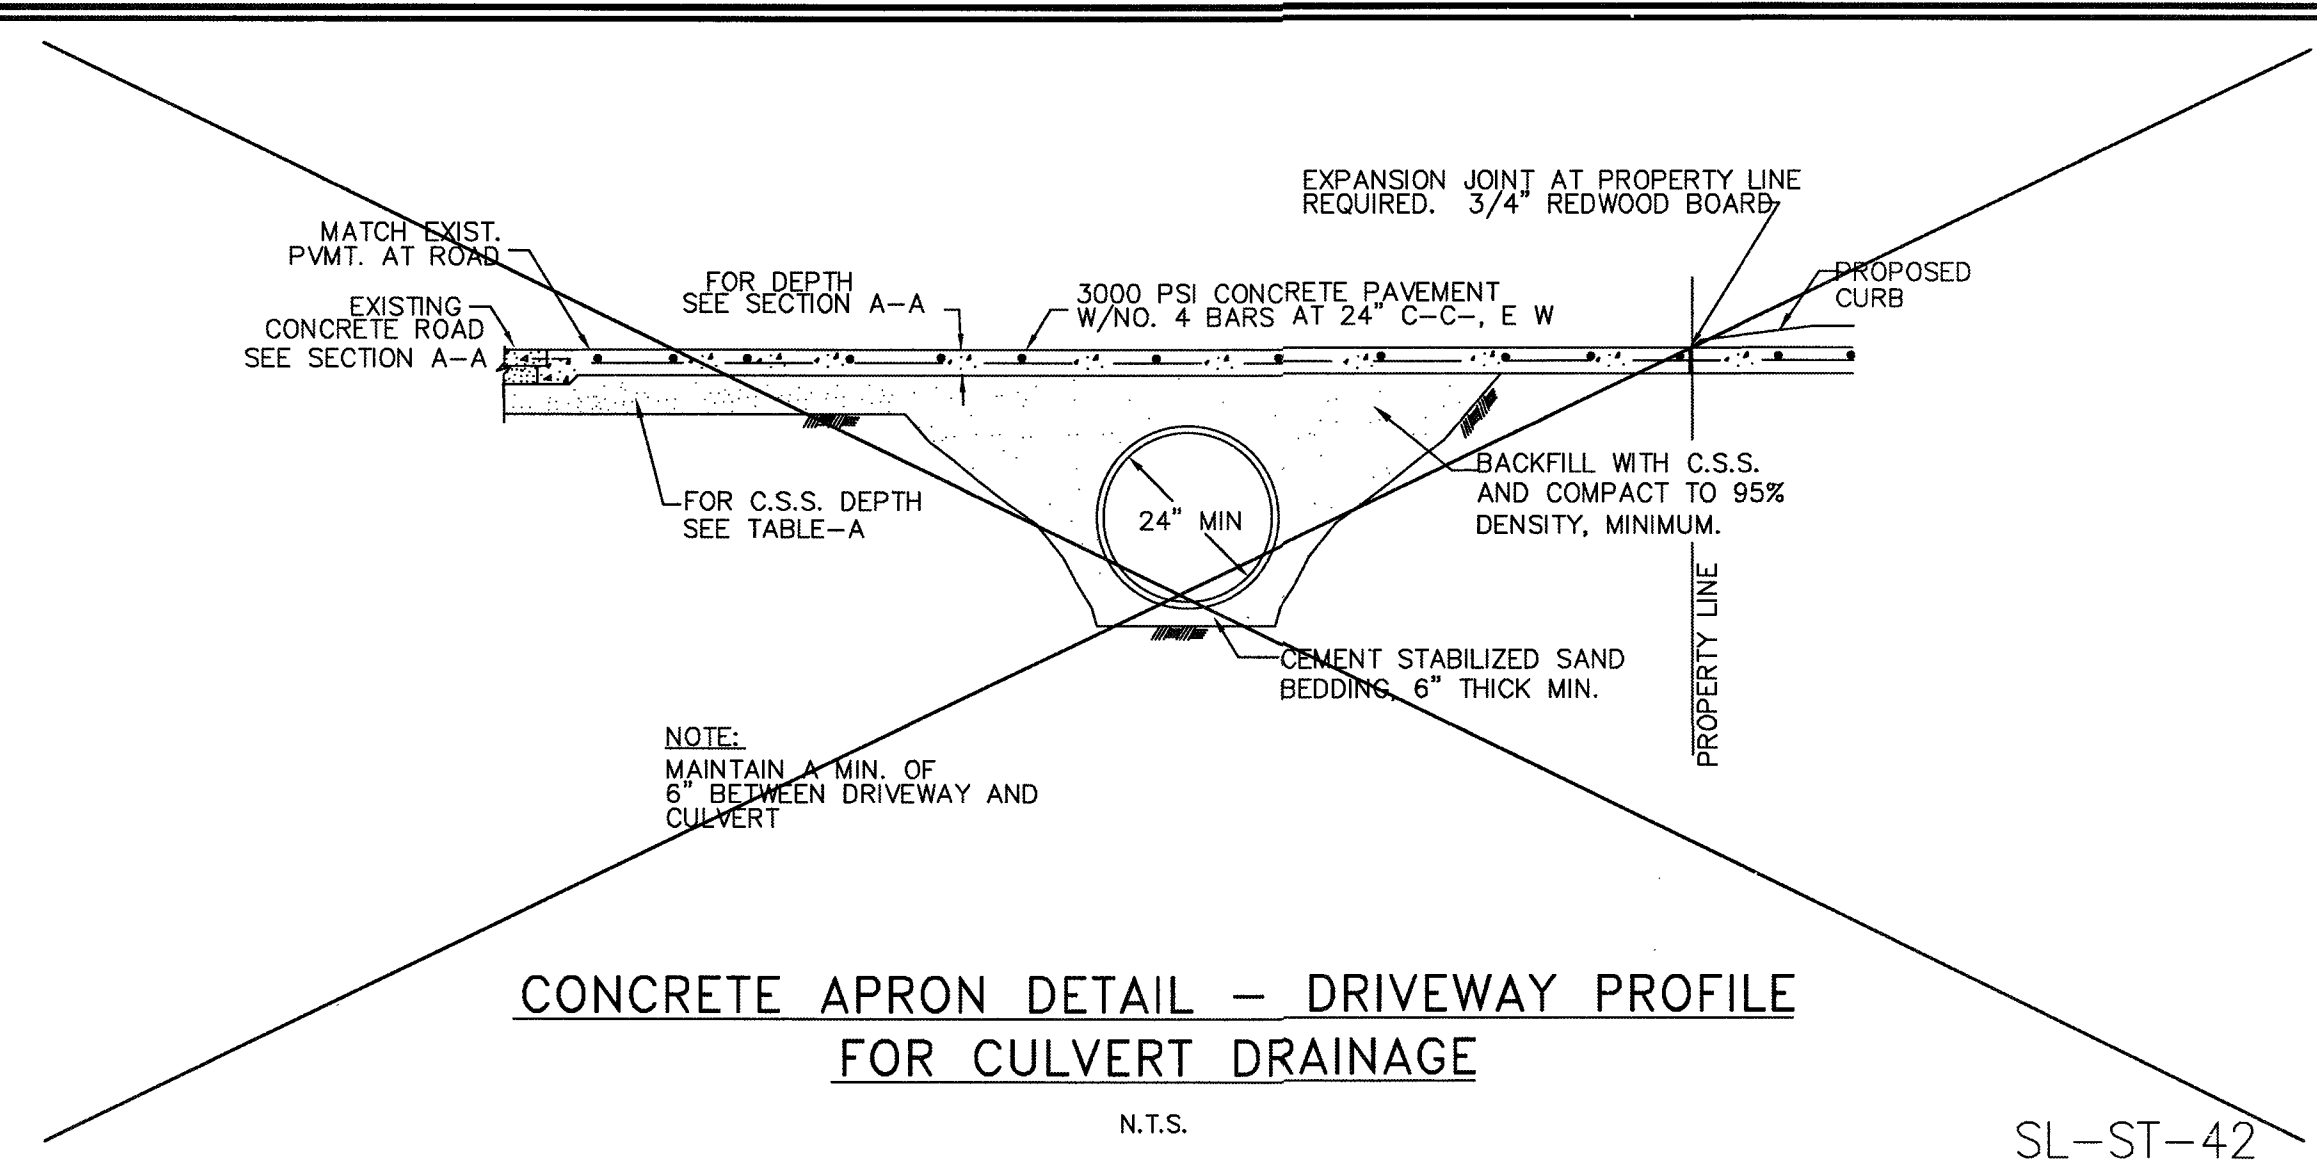 EXPANSION JOINT AT PROPERTY LINE
REQUIRED. 3/4" REDWOOD BOARD
MATCH EXIST.
PVMT. AT ROAD
FOR DEPTH
SEE SECTION A-A
3000 PSI CONCRETE PAVEMENT
W/NO. 4 BARS AT 24" C-C-, E W
PROPOSED
CURB
EXISTING
CONCRETE ROAD
SEE SECTION A-A
FOR C.S.S. DEPTH
SEE TABLE-A
24" MIN
BACKFILL WITH C.S.S.
AND COMPACT TO 95%
DENSITY, MINIMUM.
PROPERTY LINE
CEMENT STABILIZED SAND
BEDDING, 6" THICK MIN.
NOTE:
MAINTAIN A MIN. OF
6" BETWEEN DRIVEWAY AND
CULVERT
CONCRETE APRON DETAIL - DRIVEWAY PROFILE
FOR CULVERT DRAINAGE
N.T.S.
SL-ST-42